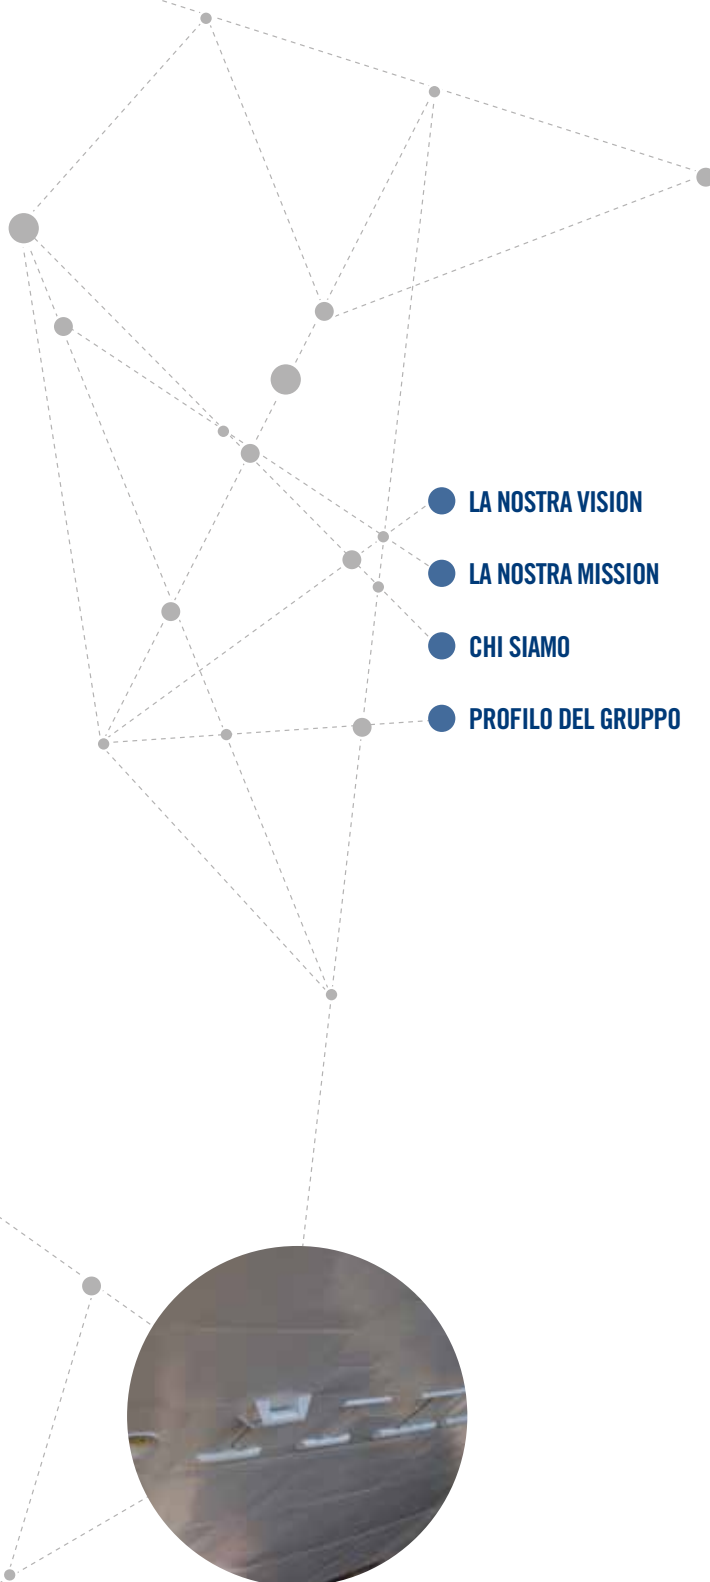 LA NOSTRA VISION
LA NOSTRA MISSION
CHI SIAMO
PROFILO DEL GRUPPO